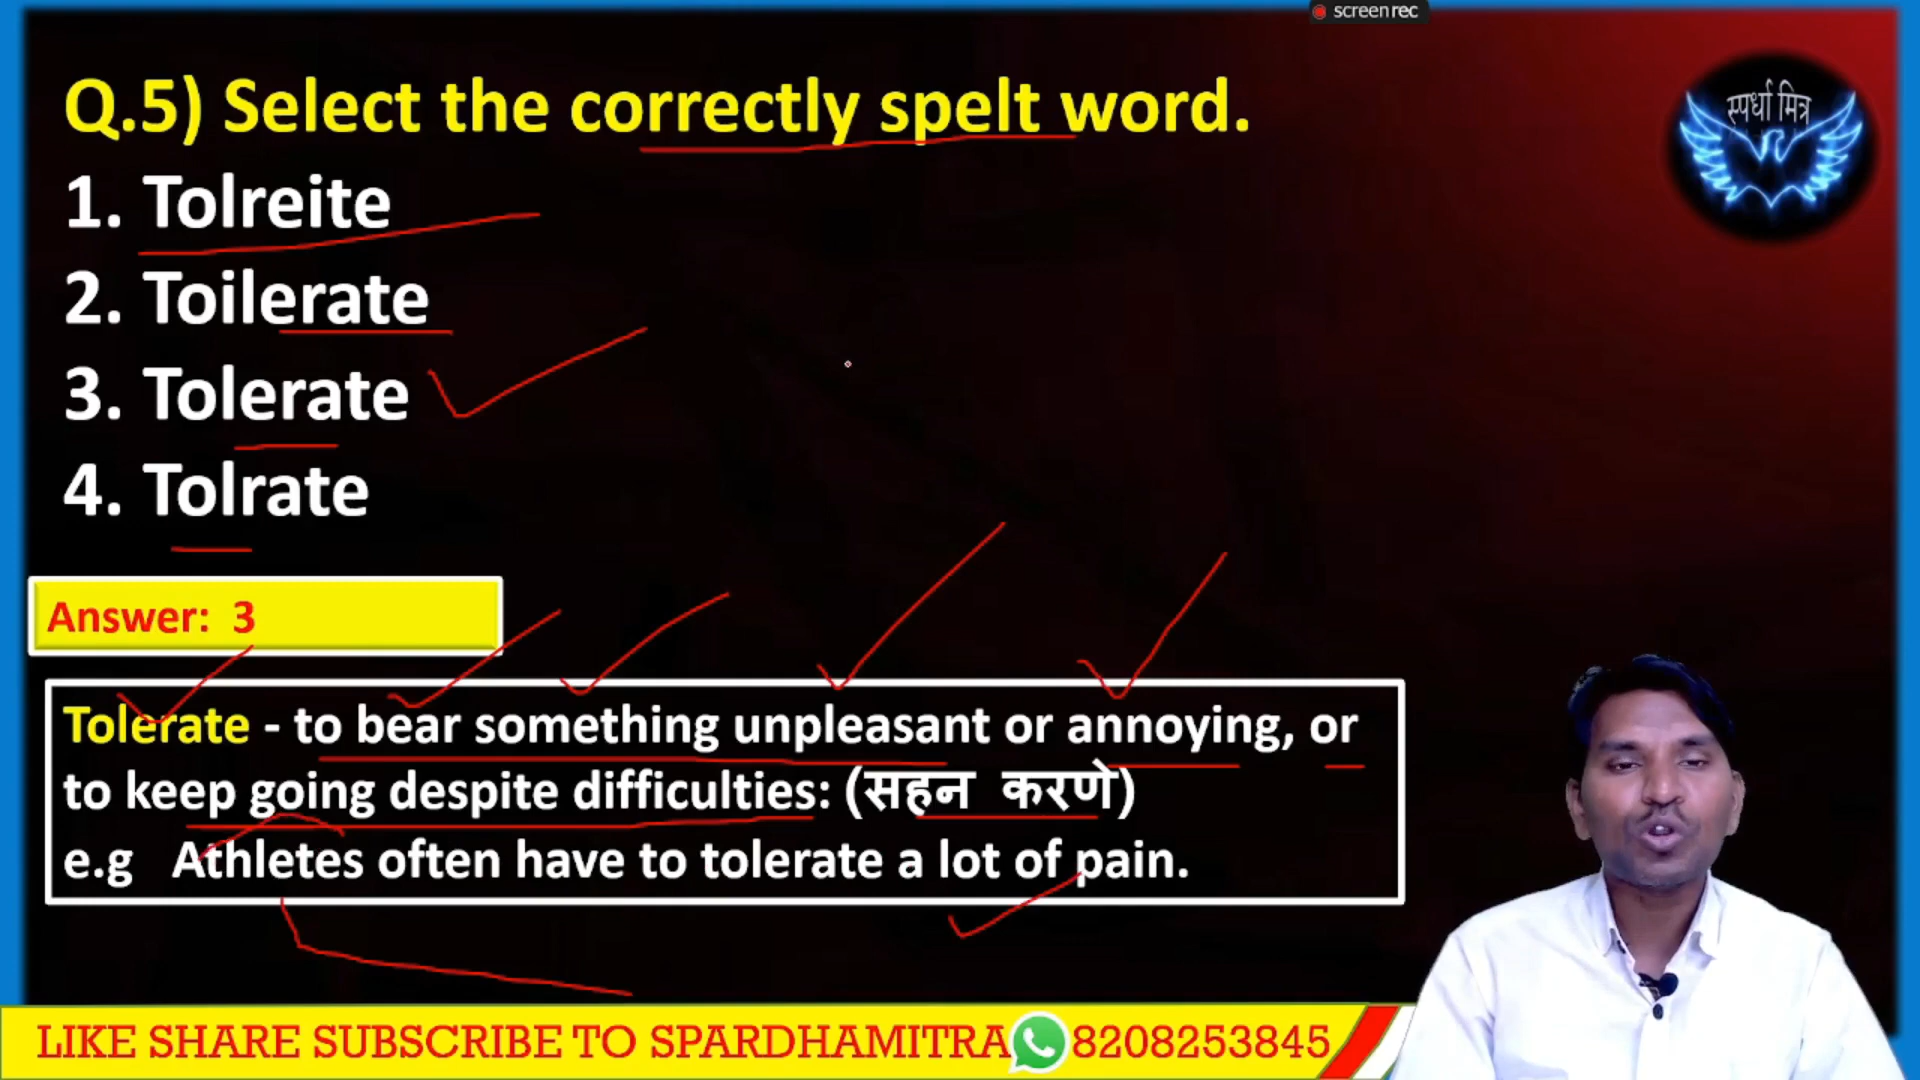 screenrec
स्पर्धा मित्र
Q.5) Select the correctly spelt word.
1. Tolreite
2. Toilerate
3. Tolerate
4. Tolrate
Answer: 3
Tolerate - to bear something unpleasant or annoying, or
to keep going despite difficulties: (सहन करणे)
e.g Athletes often have to tolerate a lot of pain.
LIKE SHARE SUBSCRIBE TO SPARDHAMITRA 8208253845